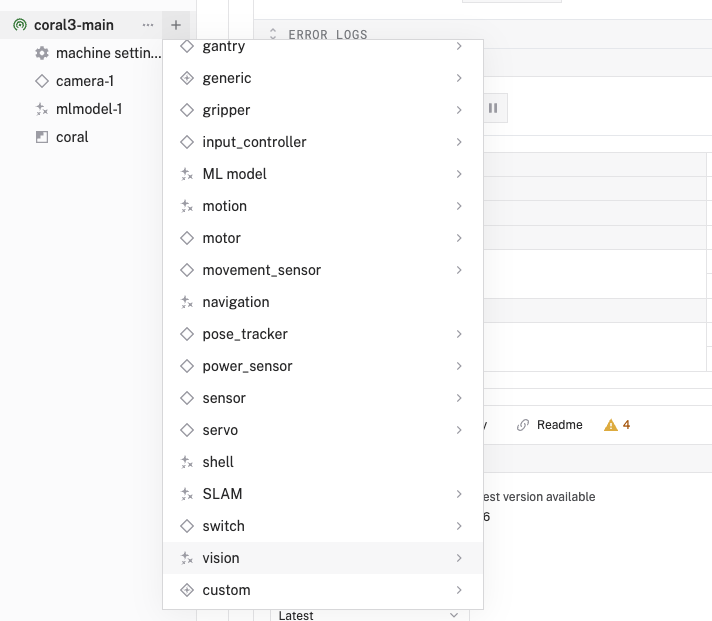 coral3-main
machine settin...
camera-1
mlmodel-1
coral
gantry
generic
gripper
input_controller
ML model
motion
motor
movement_sensor
navigation
pose_tracker
power_sensor
sensor
servo
shell
SLAM
switch
vision
custom
ERROR LOGS
y
Readme
4
est version available
6
Latest